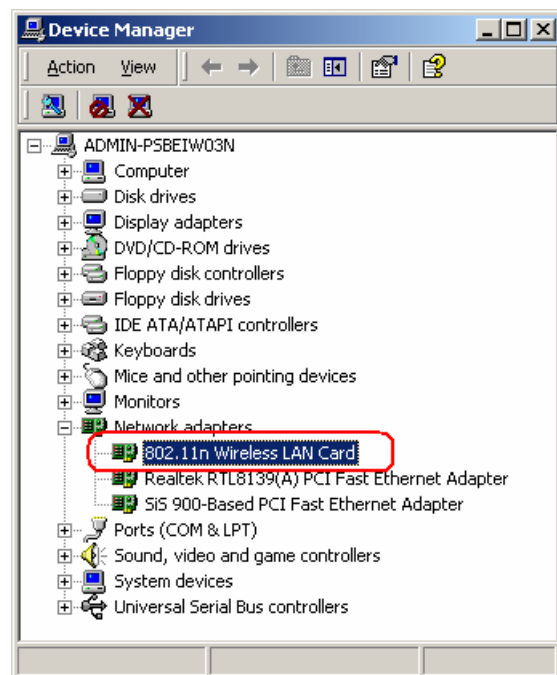 Device Manager
Action View
ADMIN-PSBEIW03N
Computer
Disk drives
Display adapters
DVD/CD-ROM drives
Floppy disk controllers
Floppy disk drives
IDE ATA/ATAPI controllers
Keyboards
Mice and other pointing devices
Monitors
Network adapters
802.11n Wireless LAN Card
Realtek RTL8139(A) PCI Fast Ethernet Adapter
SiS 900-Based PCI Fast Ethernet Adapter
Ports (COM & LPT)
Sound, video and game controllers
System devices
Universal Serial Bus controllers